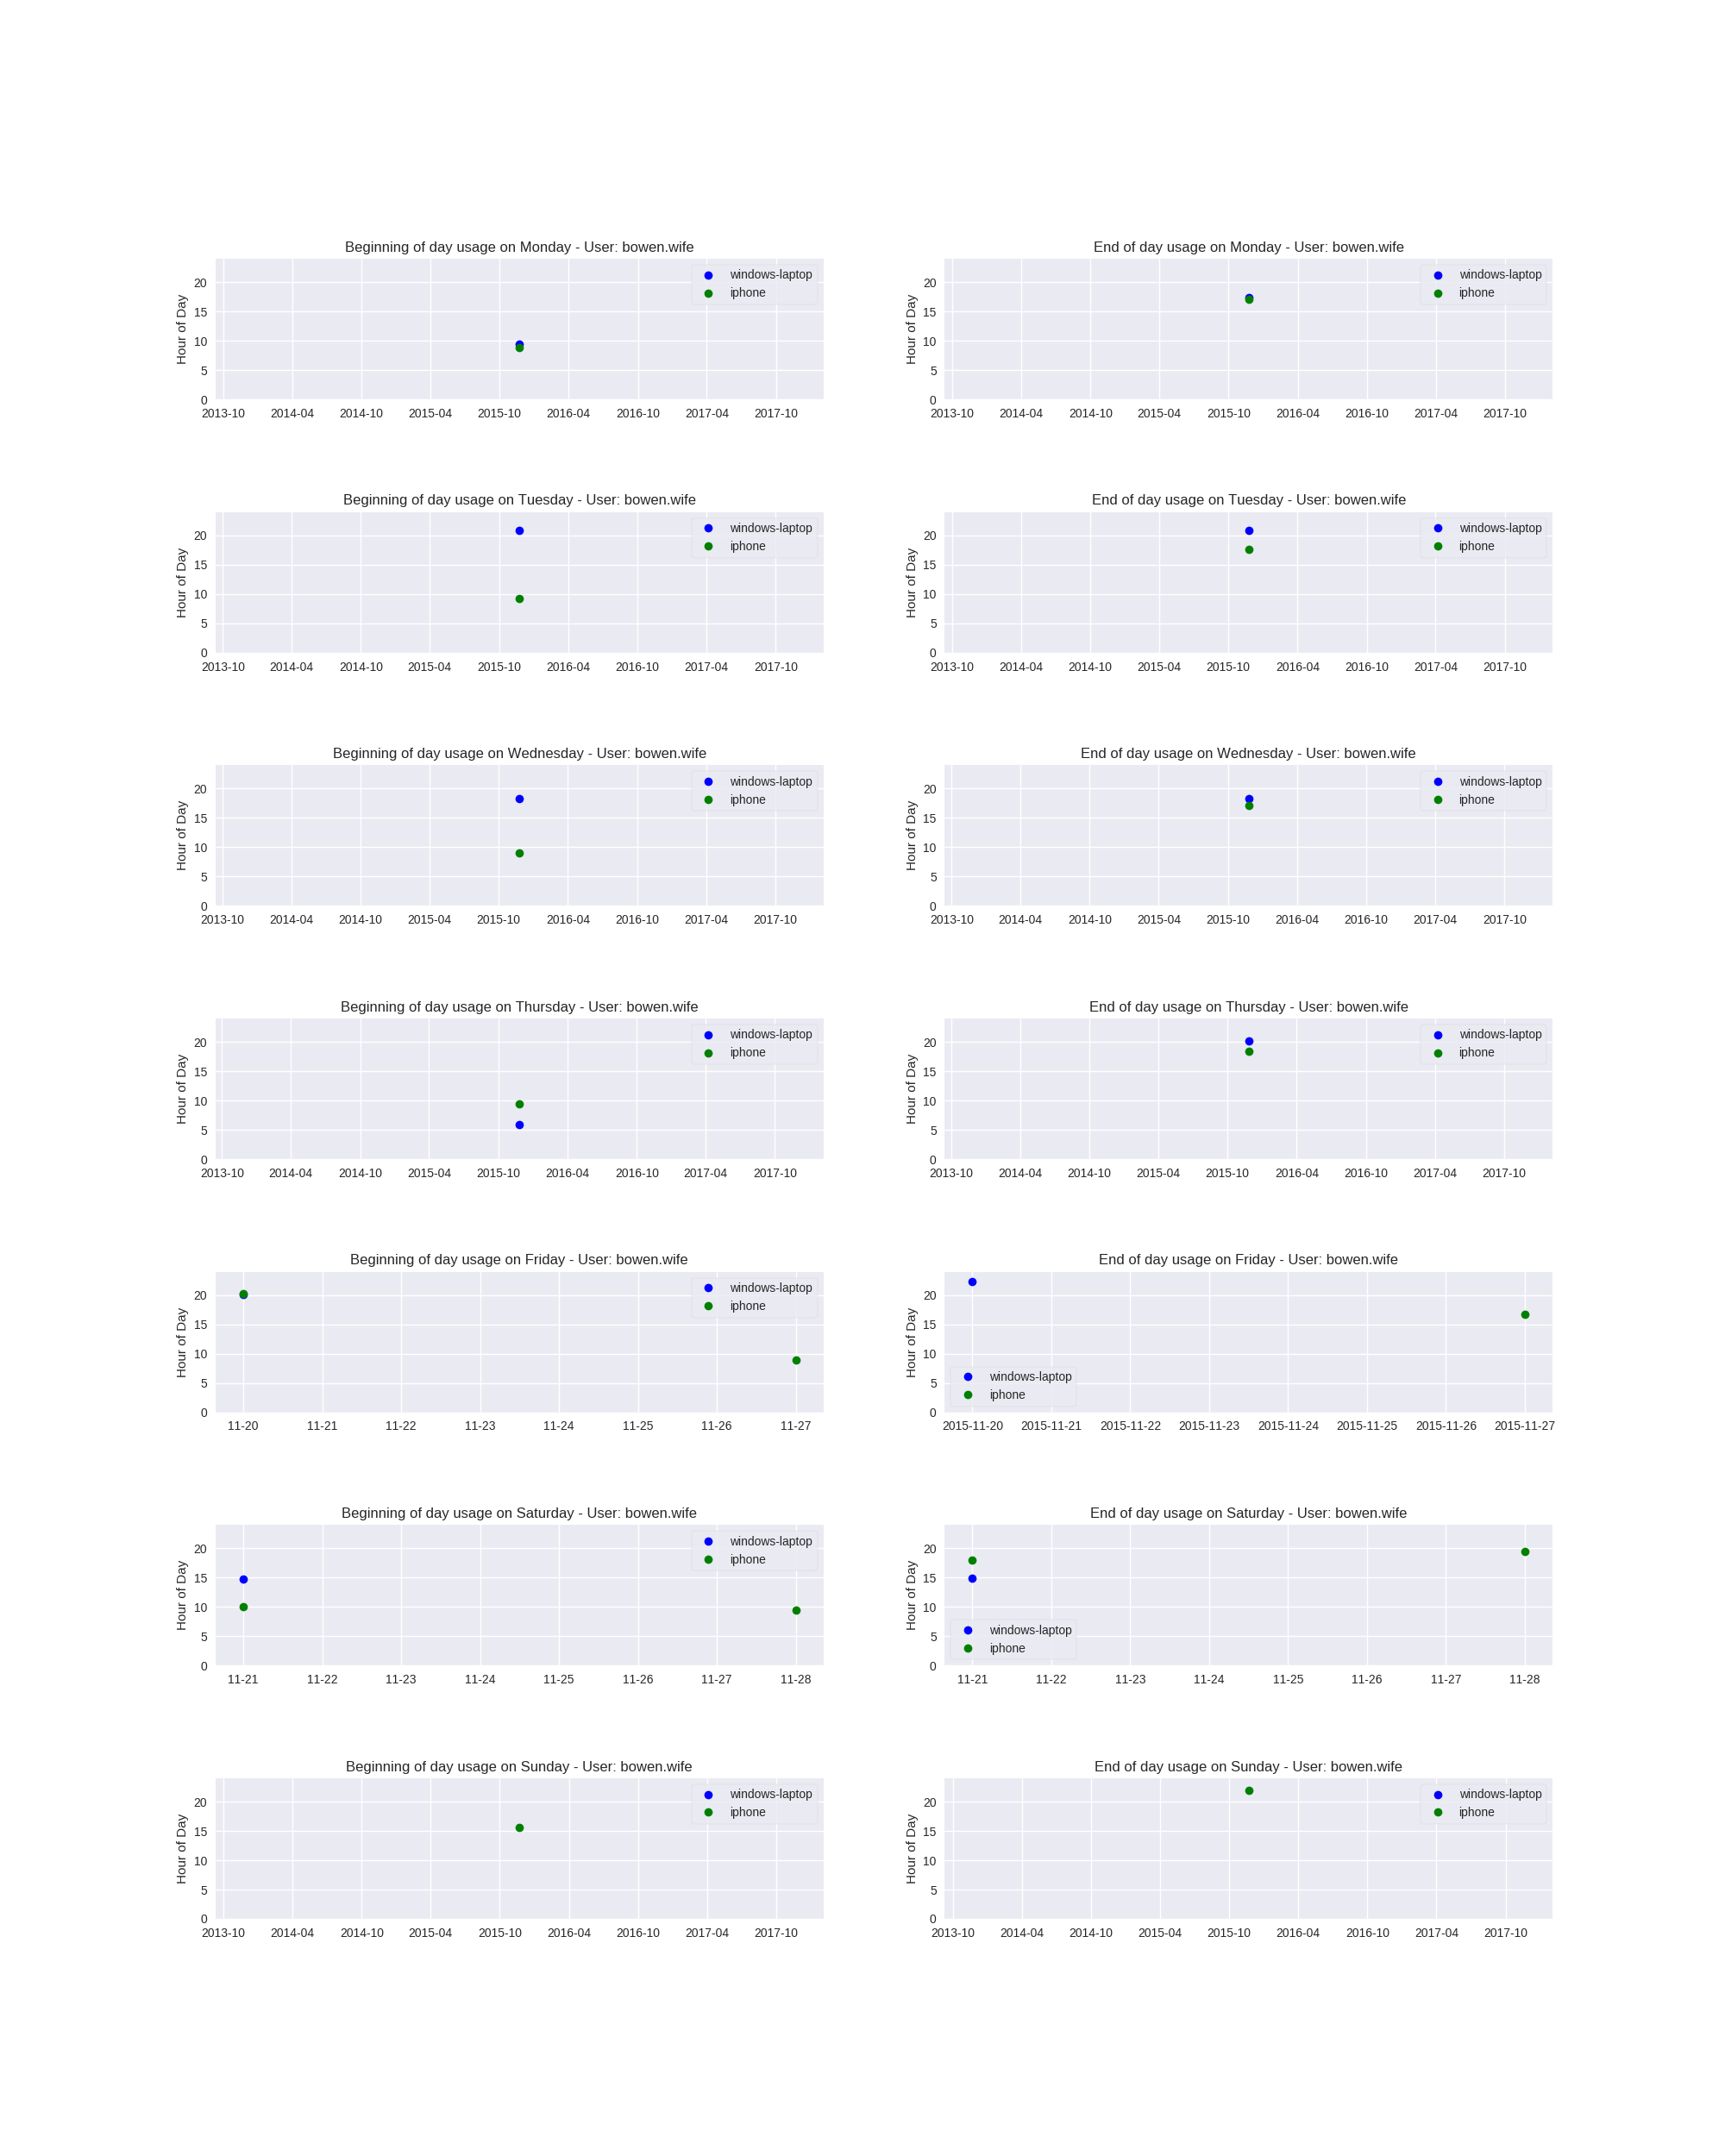 Beginning of day usage on Monday - User: bowen.wife
Hour of Day
20
15
10
5
0
windows-laptop
iphone
2013-10 2014-04 2014-10 2015-04 2015-10 2016-04 2016-10 2017-04 2017-10
End of day usage on Monday - User: bowen.wife
Hour of Day
20
15
10
5
0
windows-laptop
iphone
2013-10 2014-04 2014-10 2015-04 2015-10 2016-04 2016-10 2017-04 2017-10
Beginning of day usage on Tuesday - User: bowen.wife
Hour of Day
20
15
10
5
0
windows-laptop
iphone
2013-10 2014-04 2014-10 2015-04 2015-10 2016-04 2016-10 2017-04 2017-10
End of day usage on Tuesday - User: bowen.wife
Hour of Day
20
15
10
5
0
windows-laptop
iphone
2013-10 2014-04 2014-10 2015-04 2015-10 2016-04 2016-10 2017-04 2017-10
Beginning of day usage on Wednesday - User: bowen.wife
Hour of Day
20
15
10
5
0
windows-laptop
iphone
2013-10 2014-04 2014-10 2015-04 2015-10 2016-04 2016-10 2017-04 2017-10
End of day usage on Wednesday - User: bowen.wife
Hour of Day
20
15
10
5
0
windows-laptop
iphone
2013-10 2014-04 2014-10 2015-04 2015-10 2016-04 2016-10 2017-04 2017-10
Beginning of day usage on Thursday - User: bowen.wife
Hour of Day
20
15
10
5
0
windows-laptop
iphone
2013-10 2014-04 2014-10 2015-04 2015-10 2016-04 2016-10 2017-04 2017-10
End of day usage on Thursday - User: bowen.wife
Hour of Day
20
15
10
5
0
windows-laptop
iphone
2013-10 2014-04 2014-10 2015-04 2015-10 2016-04 2016-10 2017-04 2017-10
Beginning of day usage on Friday - User: bowen.wife
Hour of Day
20
15
10
5
0
windows-laptop
iphone
11-20 11-21 11-22 11-23 11-24 11-25 11-26 11-27
End of day usage on Friday - User: bowen.wife
Hour of Day
20
15
10
5
0
windows-laptop
iphone
2015-11-20 2015-11-21 2015-11-22 2015-11-23 2015-11-24 2015-11-25 2015-11-26 2015-11-27
Beginning of day usage on Saturday - User: bowen.wife
Hour of Day
20
15
10
5
0
windows-laptop
iphone
11-21 11-22 11-23 11-24 11-25 11-26 11-27 11-28
End of day usage on Saturday - User: bowen.wife
Hour of Day
20
15
10
5
0
windows-laptop
iphone
11-21 11-22 11-23 11-24 11-25 11-26 11-27 11-28
Beginning of day usage on Sunday - User: bowen.wife
Hour of Day
20
15
10
5
0
windows-laptop
iphone
2013-10 2014-04 2014-10 2015-04 2015-10 2016-04 2016-10 2017-04 2017-10
End of day usage on Sunday - User: bowen.wife
Hour of Day
20
15
10
5
0
windows-laptop
iphone
2013-10 2014-04 2014-10 2015-04 2015-10 2016-04 2016-10 2017-04 2017-10